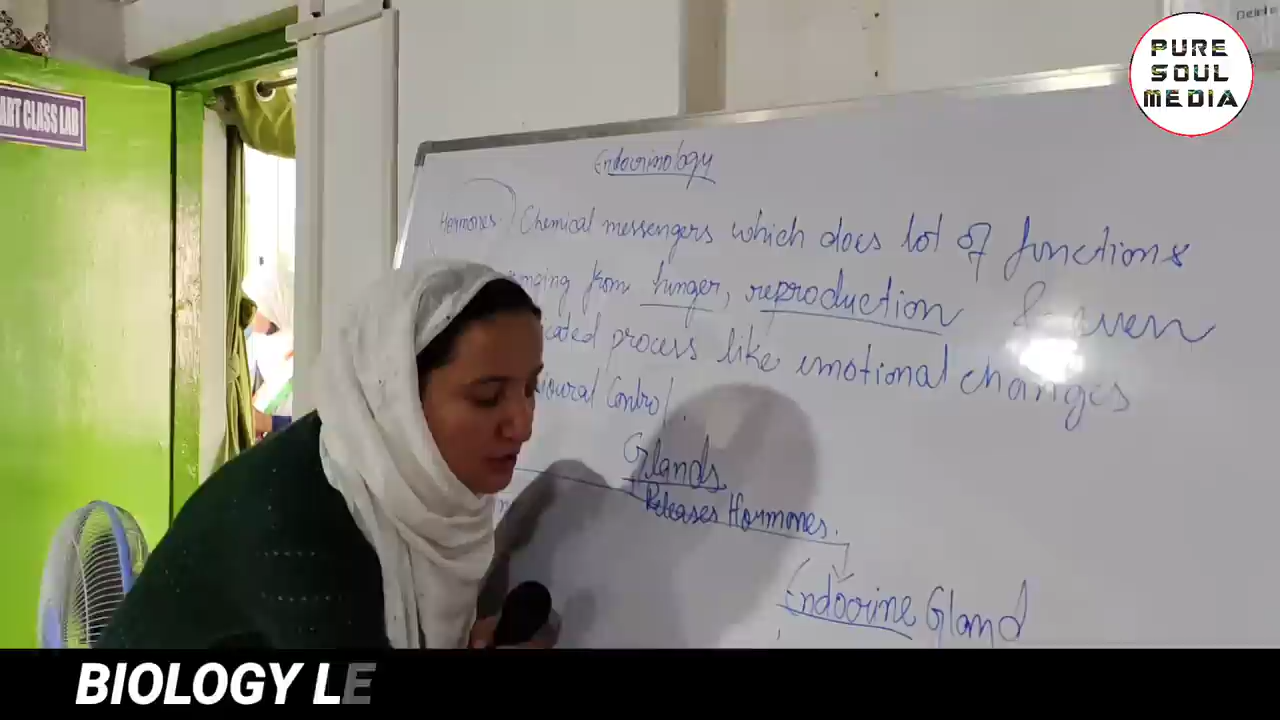 PURE
SOUL
MEDIA
ART CLASS LAB
Endocrinology
Hormones. Chemical messengers which does lot of functions
from hunger, reproduction & even
process like emotional changes
Control.
Glands
Releases Hormones.
Endocrine Gland
BIOLOGY LE